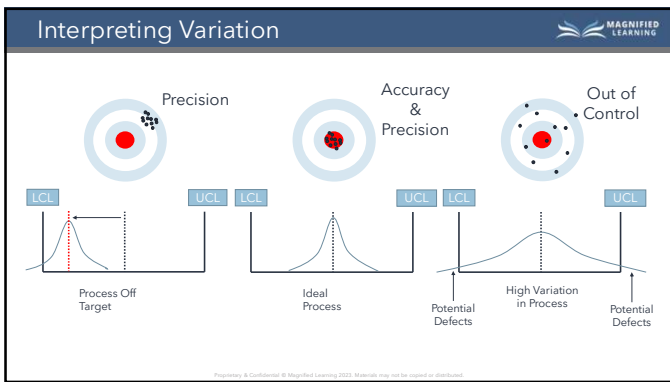 Interpreting Variation
MAGNIFIED
LEARNING
Precision
Accuracy
&
Precision
Out of
Control
LCL
UCL
LCL
UCL
LCL
UCL
Process Off
Target
Ideal
Process
High Variation
in Process
Potential
Defects
Potential
Defects
Proprietary & Confidential © Magnified Learning 2023. Materials may not be copied or distributed.